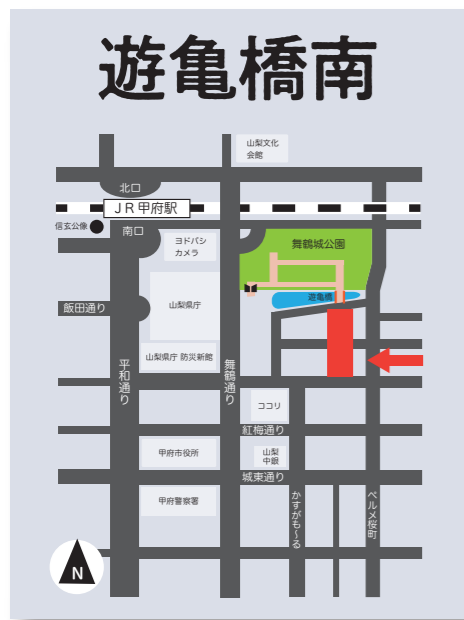 遊亀橋南
山梨文化
会館
北口
JR甲府駅
信玄公像
南口
ヨドバシ
カメラ
舞鶴城公園
遊亀橋
飯田通り
山梨県庁
山梨県庁 防災新館
平和通り
舞鶴通り
ココリ
紅梅通り
甲府市役所
山梨
中銀
城東通り
甲府警察署
かすがも〜る
ベルメ桜町
N